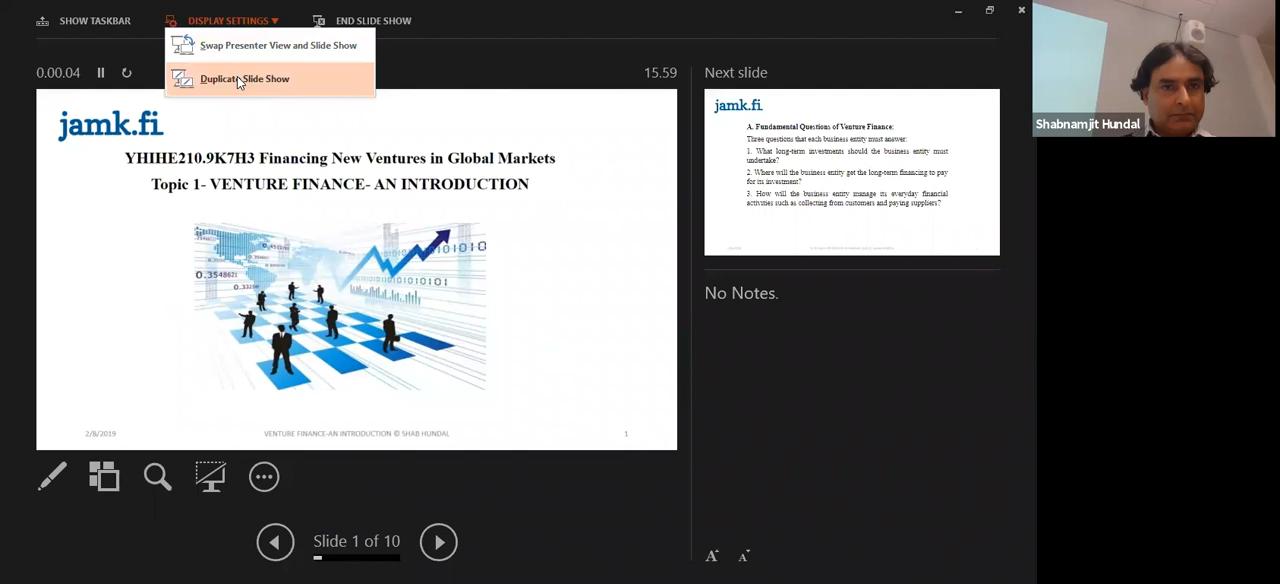 SHOW TASKBAR
DISPLAY SETTINGS ▼
END SLIDE SHOW
Swap Presenter View and Slide Show
Duplicate Slide Show
0.00.04
15.59
jamk.fi
YHIHE210.9K7H3 Financing New Ventures in Global Markets
Topic 1- VENTURE FINANCE- AN INTRODUCTION
0.3548621
2/8/2019
VENTURE FINANCE-AN INTRODUCTION © SHAB HUNDAL
1
Slide 1 of 10
Next slide
jamk.fi
A. Fundamental Questions of Venture Finance:
Three questions that each business entity must answer:
1. What long-term investments should the business entity must
undertake?
2. Where will the business entity get the long-term financing to pay
for its investment?
3. How will the business entity manage its everyday financial
activities such as collecting from customers and paying suppliers?
No Notes.
A A
Shabnamjit Hundal